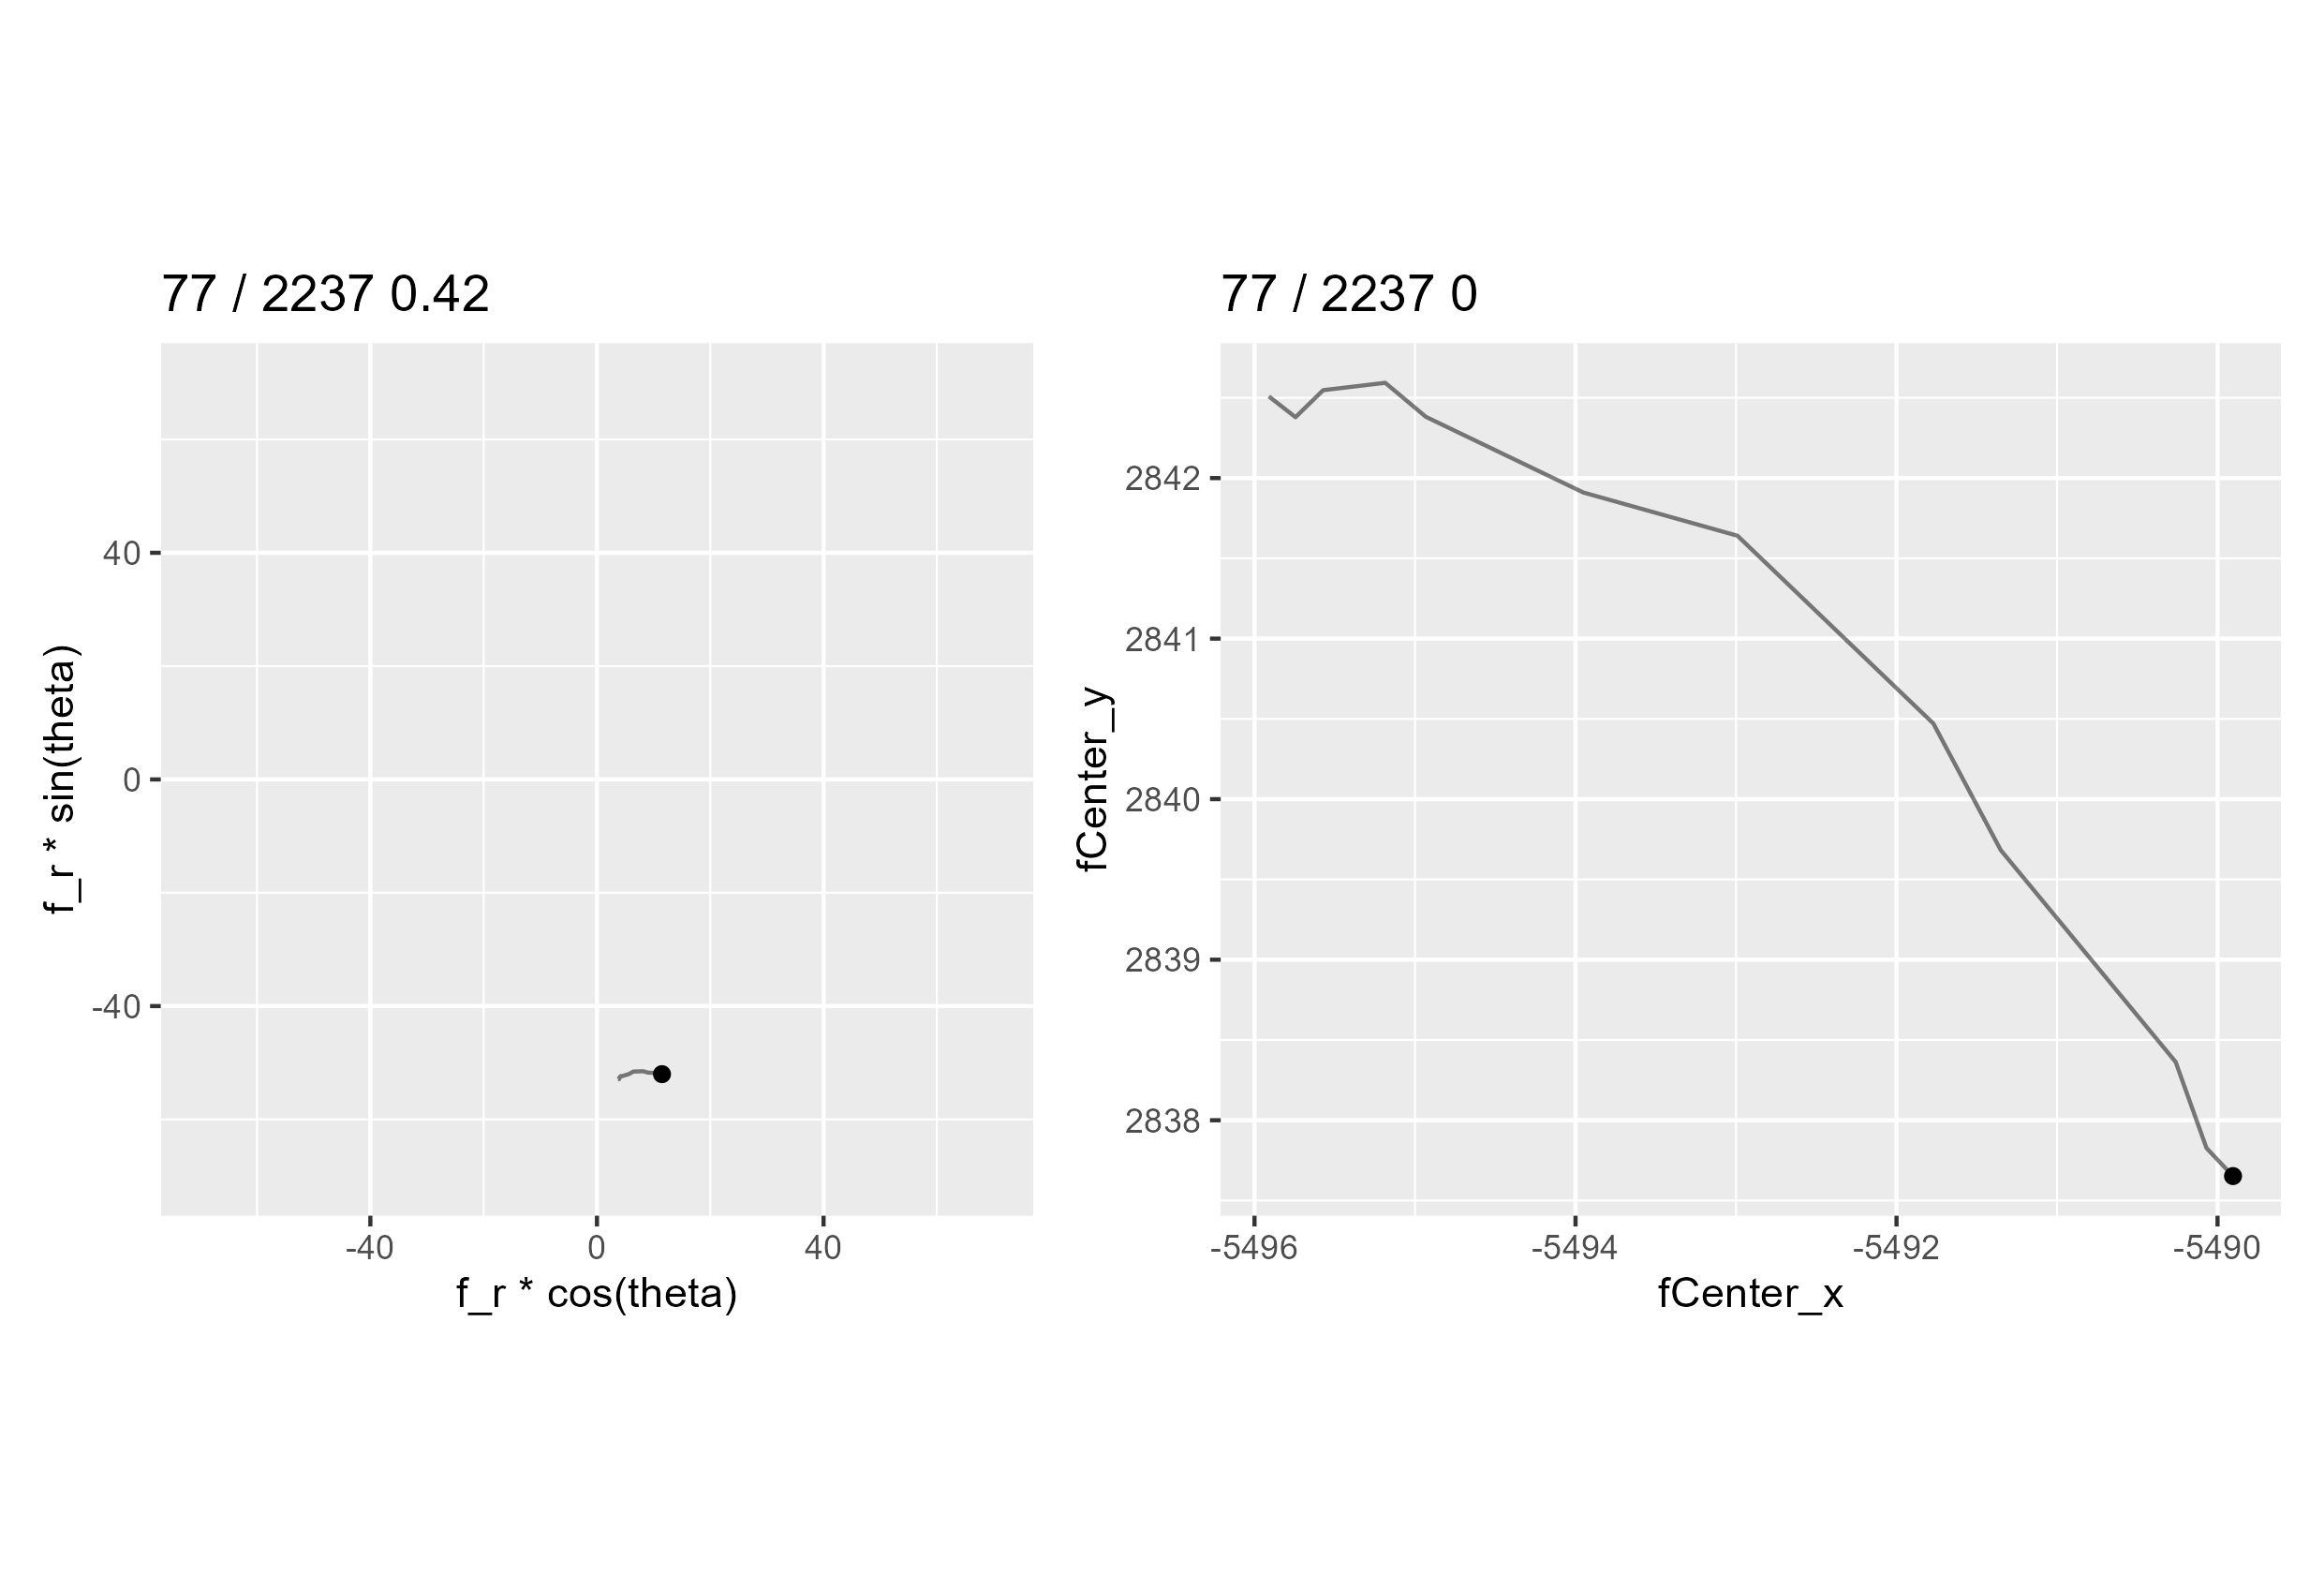 77 / 2237 0.42
f_r * sin(theta)
40
0
-40
-40 0 40
f_r * cos(theta)
77 / 2237 0
fCenter_y
2842
2841
2840
2839
2838
-5496 -5494 -5492 -5490
fCenter_x